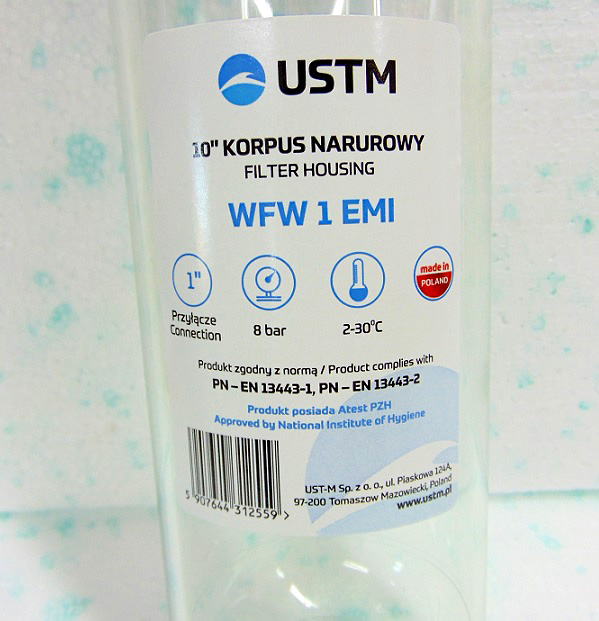 USTM
10" KORPUS NARUROWY
FILTER HOUSING
WFW 1 EMI
1"
made in
POLAND
Przyłącze
Connection
8 bar
2-30°C
Produkt zgodny z normą / Product complies with
PN – EN 13443-1, PN – EN 13443-2
Produkt posiada Atest PZH
Approved by National Institute of Hygiene
5 907644 312559 >
UST-M Sp. z o. o., ul. Piaskowa 124A,
97-200 Tomaszow Mazowiecki, Poland
www.ustm.pl